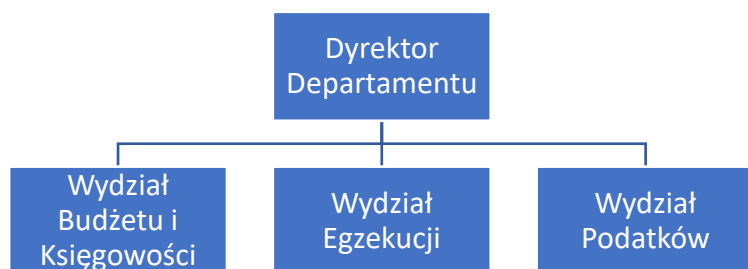 Dyrektor
Departamentu
Wydział
Budżetu i
Księgowości
Wydział
Egzekucji
Wydział
Podatków